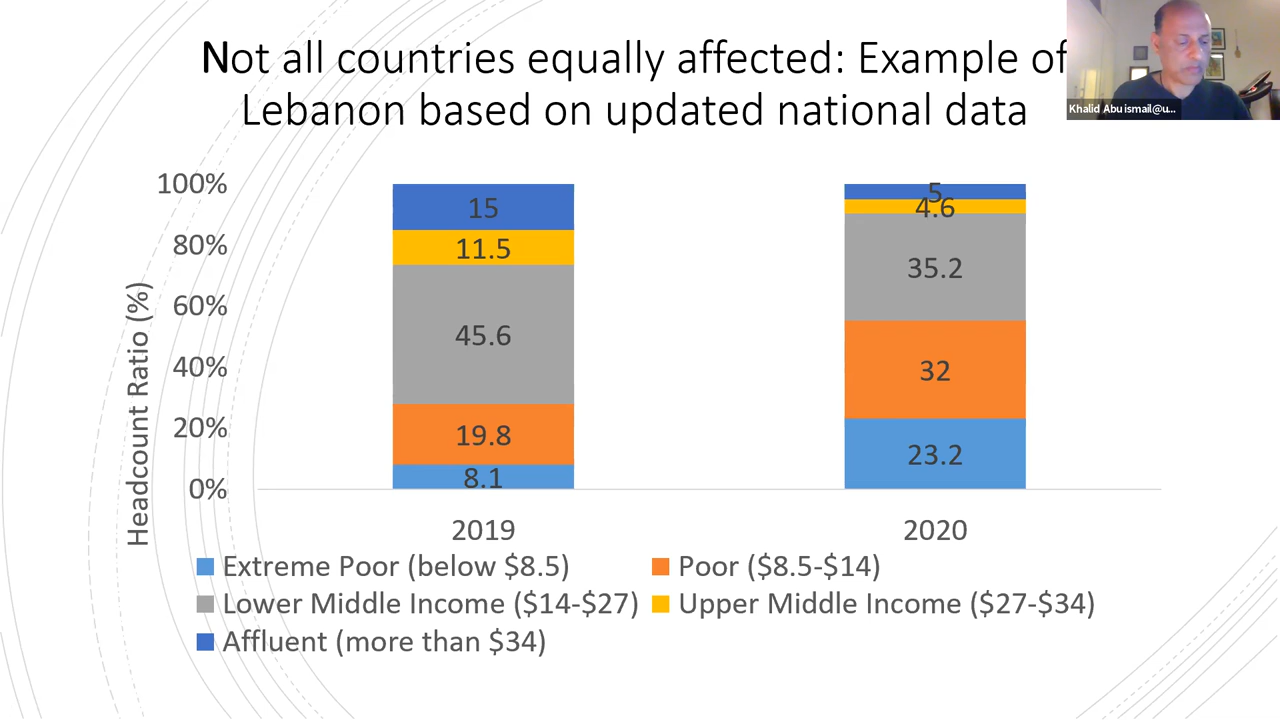 Not all countries equally affected: Example of
Lebanon based on updated national data
Khalid Abu ismail@u...
Headcount Ratio (%)
100%
80%
60%
40%
20%
0%
15
11.5
45.6
19.8
8.1
5
4.6
35.2
32
23.2
2019
2020
Extreme Poor (below $8.5)
Poor ($8.5-$14)
Lower Middle Income ($14-$27)
Upper Middle Income ($27-$34)
Affluent (more than $34)